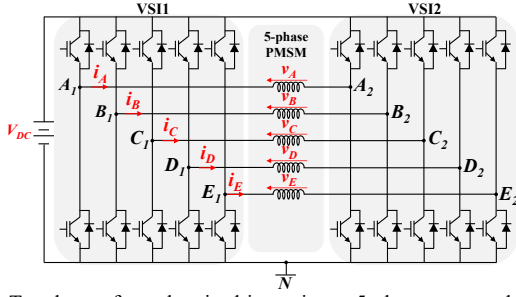 VSI1
VSI2
5-phase
PMSM
A1
iA
vA
A2
B1
iB
vB
B2
VDC
C1
iC
vC
C2
D1
iD
vD
D2
E1
iE
vE
E2
N